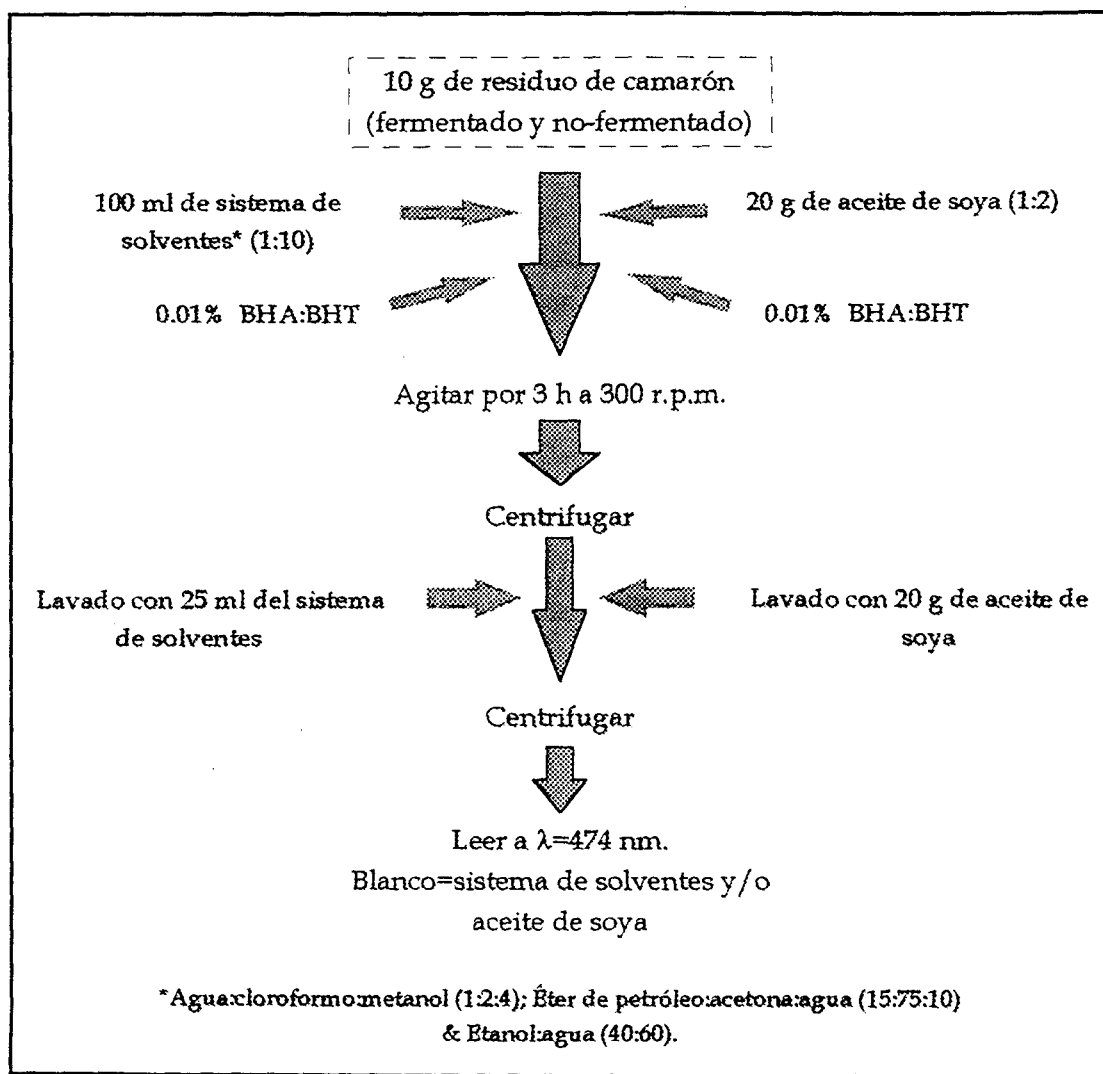 10 g de residuo de camarón
(fermentado y no-fermentado)
100 ml de sistema de
solventes* (1:10)
20 g de aceite de soya (1:2)
0.01% BHA:BHT
0.01% BHA:BHT
Agitar por 3 h a 300 r.p.m.
Centrifugar
Lavado con 25 ml del sistema
de solventes
Lavado con 20 g de aceite de
soya
Centrifugar
Leer a λ=474 nm.
Blanco=sistema de solventes y/o
aceite de soya
*Agua:cloroformo:metanol (1:2:4); Éter de petróleo:acetona:agua (15:75:10)
& Etanol:agua (40:60).